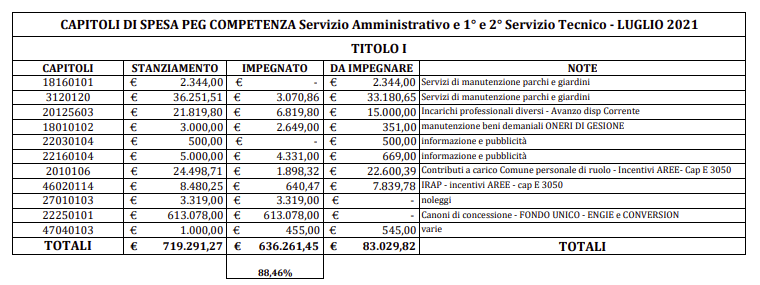 CAPITOLI DI SPESA PEG COMPETENZA Servizio Amministrativo e 1° e 2° Servizio Tecnico - LUGLIO 2021
TITOLO I
CAPITOLI STANZIAMENTO IMPEGNATO DA IMPEGNARE NOTE
18160101 € 2.344,00 € - € 2.344,00 Servizi di manutenzione parchi e giardini
3120120 € 36.251,51 € 3.070,86 € 33.180,65 Servizi di manutenzione parchi e giardini
20125603 € 21.819,80 € 6.819,80 € 15.000,00 Incarichi professionali diversi - Avanzo disp Corrente
18010102 € 3.000,00 € 2.649,00 € 351,00 manutenzione beni demaniali ONERI DI GESIONE
22030104 € 500,00 € - € 500,00 informazione e pubblicità
22160104 € 5.000,00 € 4.331,00 € 669,00 informazione e pubblicità
2010106 € 24.498,71 € 1.898,32 € 22.600,39 Contributi a carico Comune personale di ruolo - Incentivi AREE- Cap E 3050
46020114 € 8.480,25 € 640,47 € 7.839,78 IRAP - incentivi AREE - cap E 3050
27010103 € 3.319,00 € 3.319,00 € - noleggi
22250101 € 613.078,00 € 613.078,00 € - Canoni di concessione - FONDO UNICO - ENGIE e CONVERSION
47040103 € 1.000,00 € 455,00 € 545,00 varie
TOTALI € 719.291,27 € 636.261,45 € 83.029,82 TOTALI
88,46%